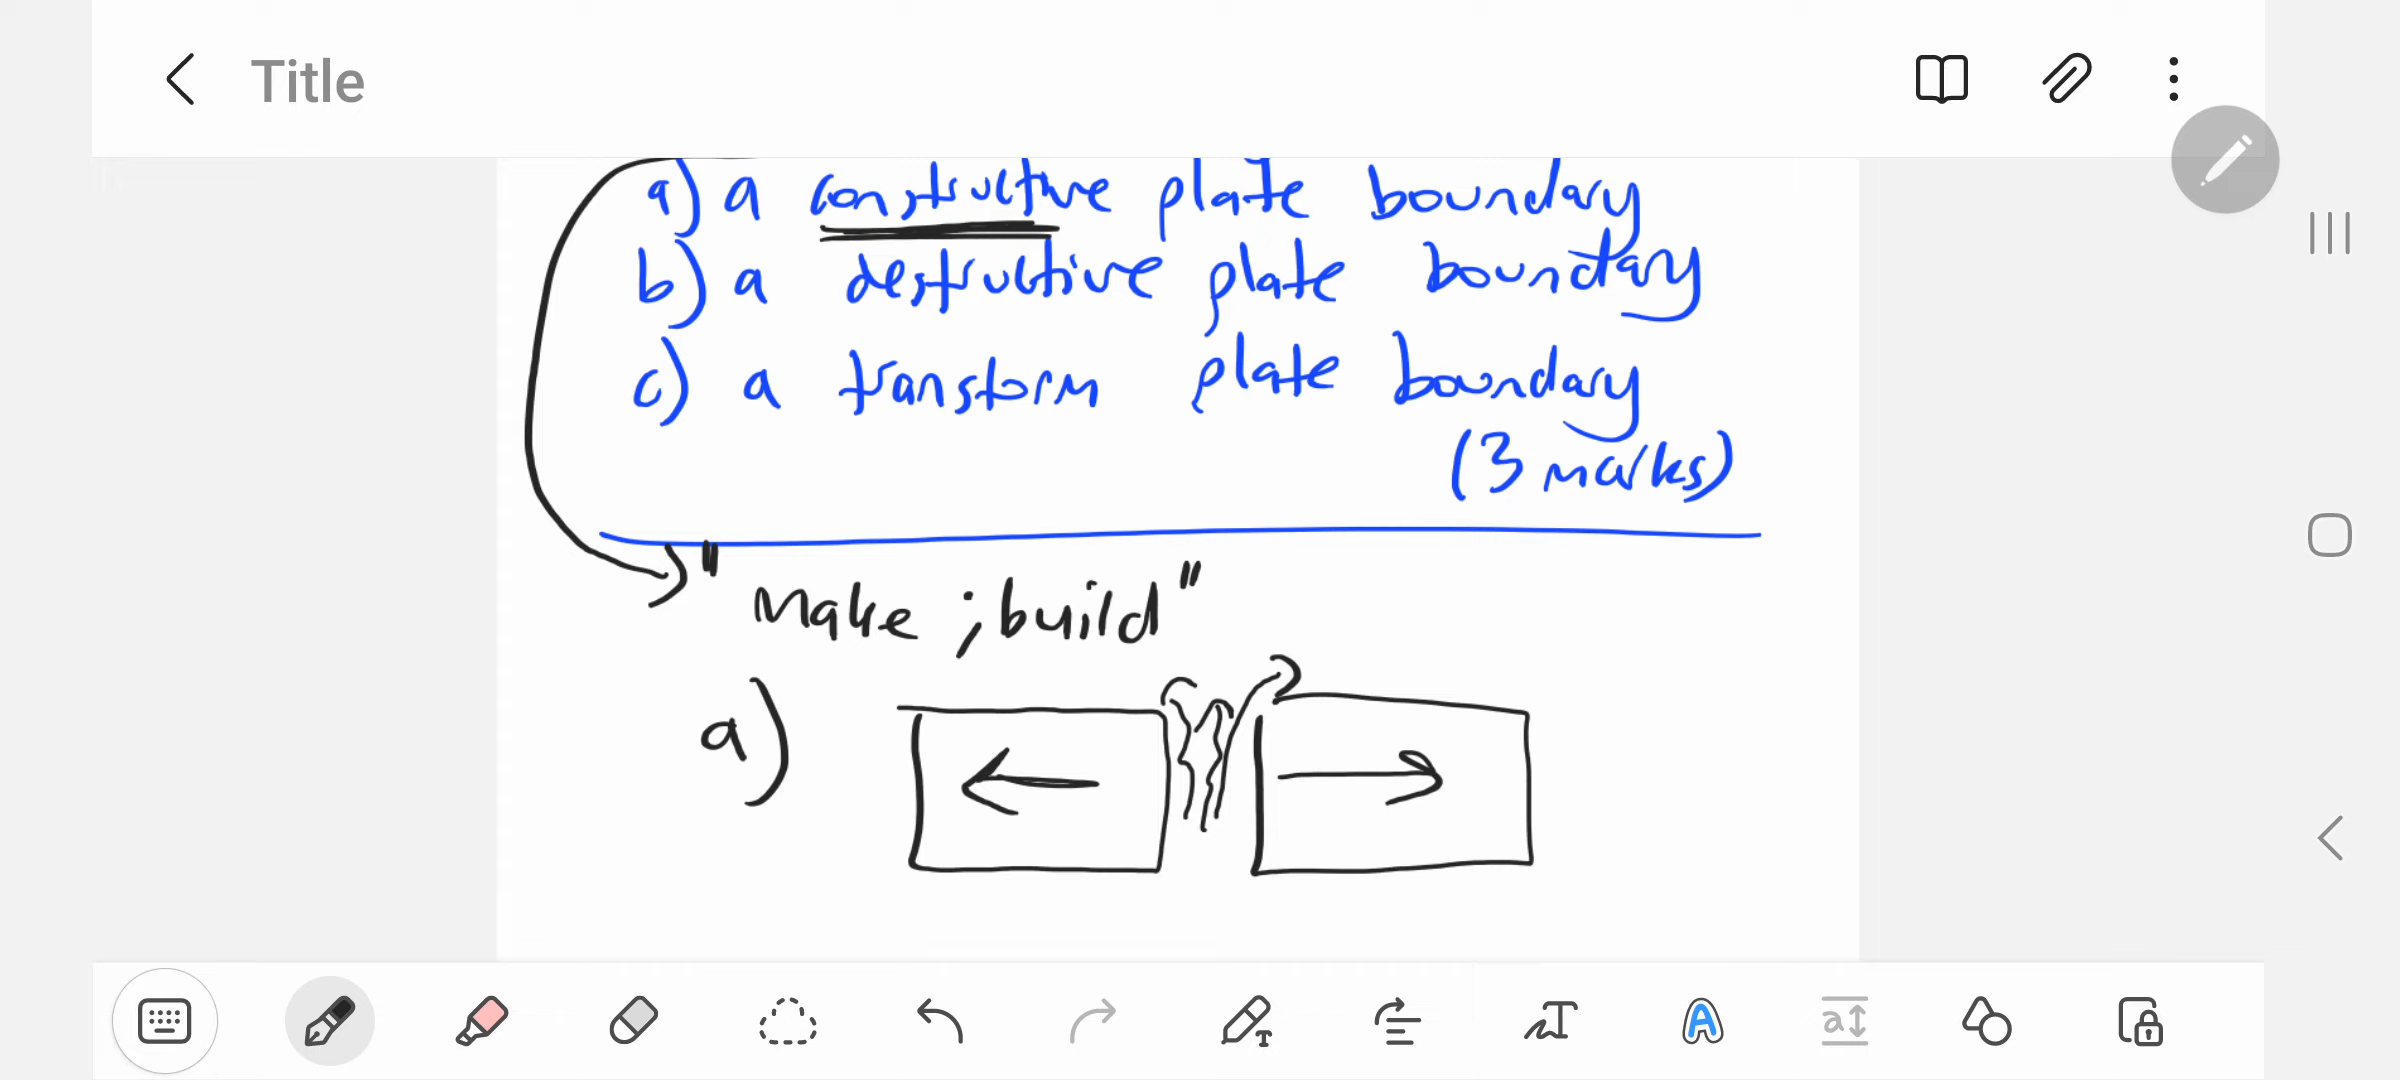 Title
a) a constructive plate boundary
b) a destructive plate boundary
c) a transform plate boundary
(3 marks)
"Make ; build"
a)